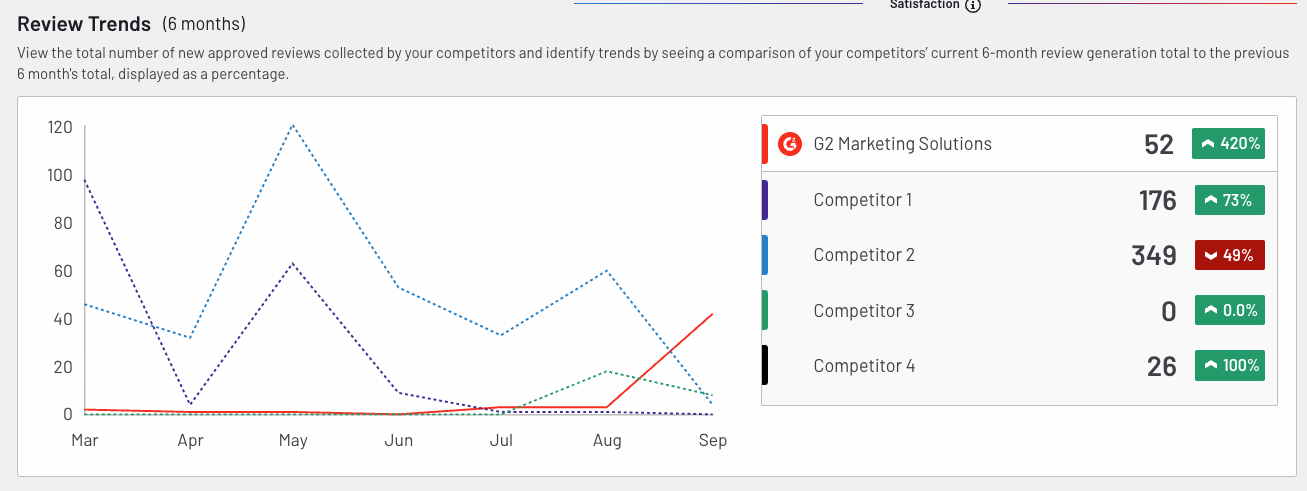 Satisfaction
Review Trends (6 months)
View the total number of new approved reviews collected by your competitors and identify trends by seeing a comparison of your competitors’ current 6-month review generation total to the previous
6 month's total, displayed as a percentage.
120
100
80
60
40
20
0
Mar Apr May Jun Jul Aug Sep
G2 Marketing Solutions 52 420%
Competitor 1 176 73%
Competitor 2 349 49%
Competitor 3 0 0.0%
Competitor 4 26 100%